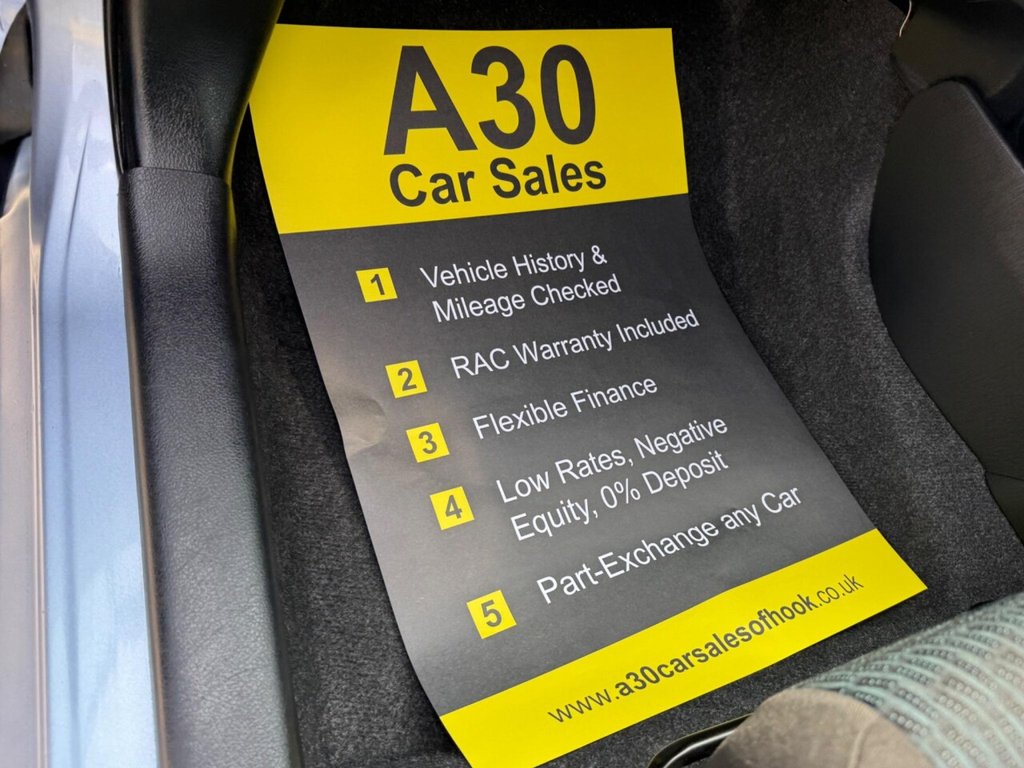 A30
Car Sales
1 Vehicle History &
Mileage Checked
2 RAC Warranty Included
3 Flexible Finance
4 Low Rates, Negative
Equity, 0% Deposit
5 Part-Exchange any Car
www.a30carsalesofhook.co.uk